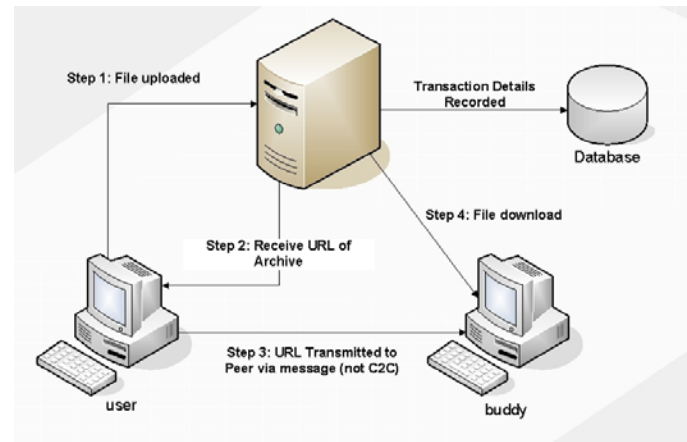 Step 1: File uploaded
Transaction Details
Recorded
Database
Step 4: File download
Step 2: Receive URL of
Archive
Step 3: URL Transmitted to
Peer via message (not C2C)
user
buddy